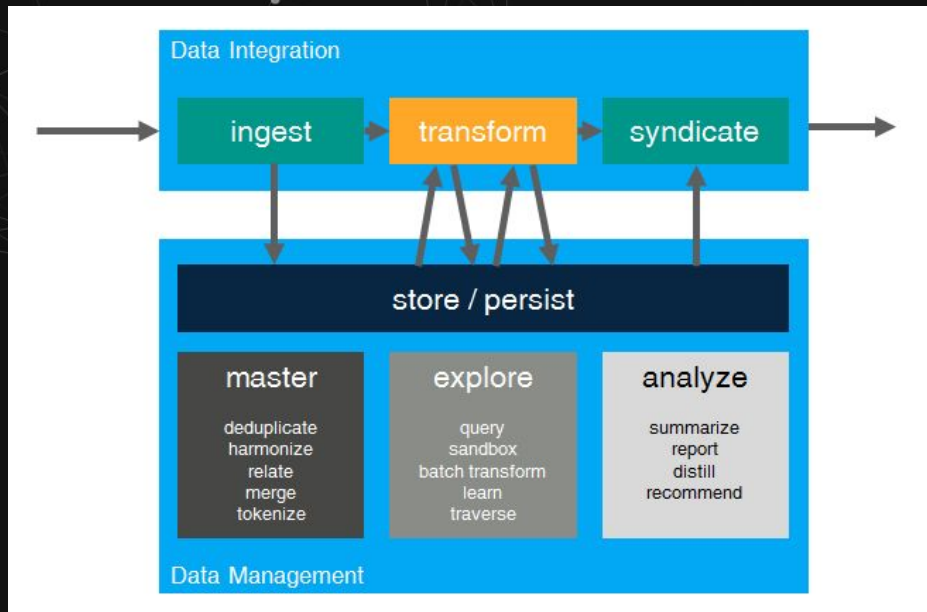 Data Integration
ingest
transform
syndicate
store / persist
master
deduplicate
harmonize
relate
merge
tokenize
explore
query
sandbox
batch transform
learn
traverse
analyze
summarize
report
distill
recommend
Data Management